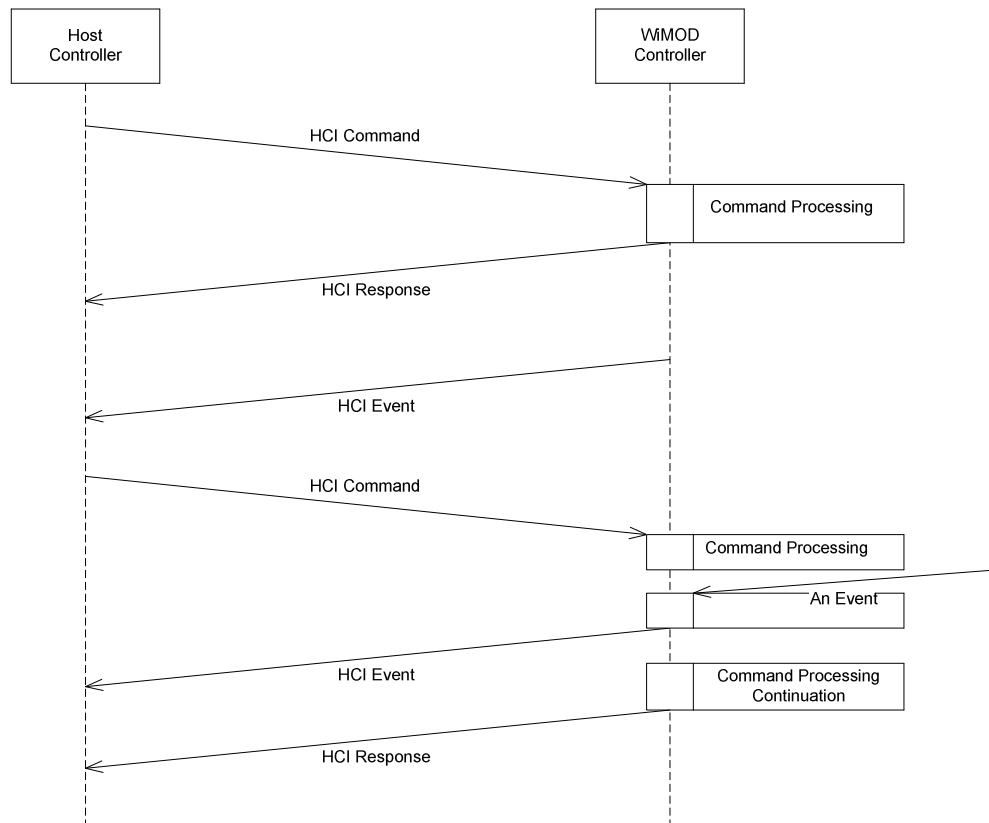 Host
Controller
WiMOD
Controller
HCI Command
Command Processing
HCI Response
HCI Event
HCI Command
Command Processing
An Event
HCI Event
Command Processing
Continuation
HCI Response